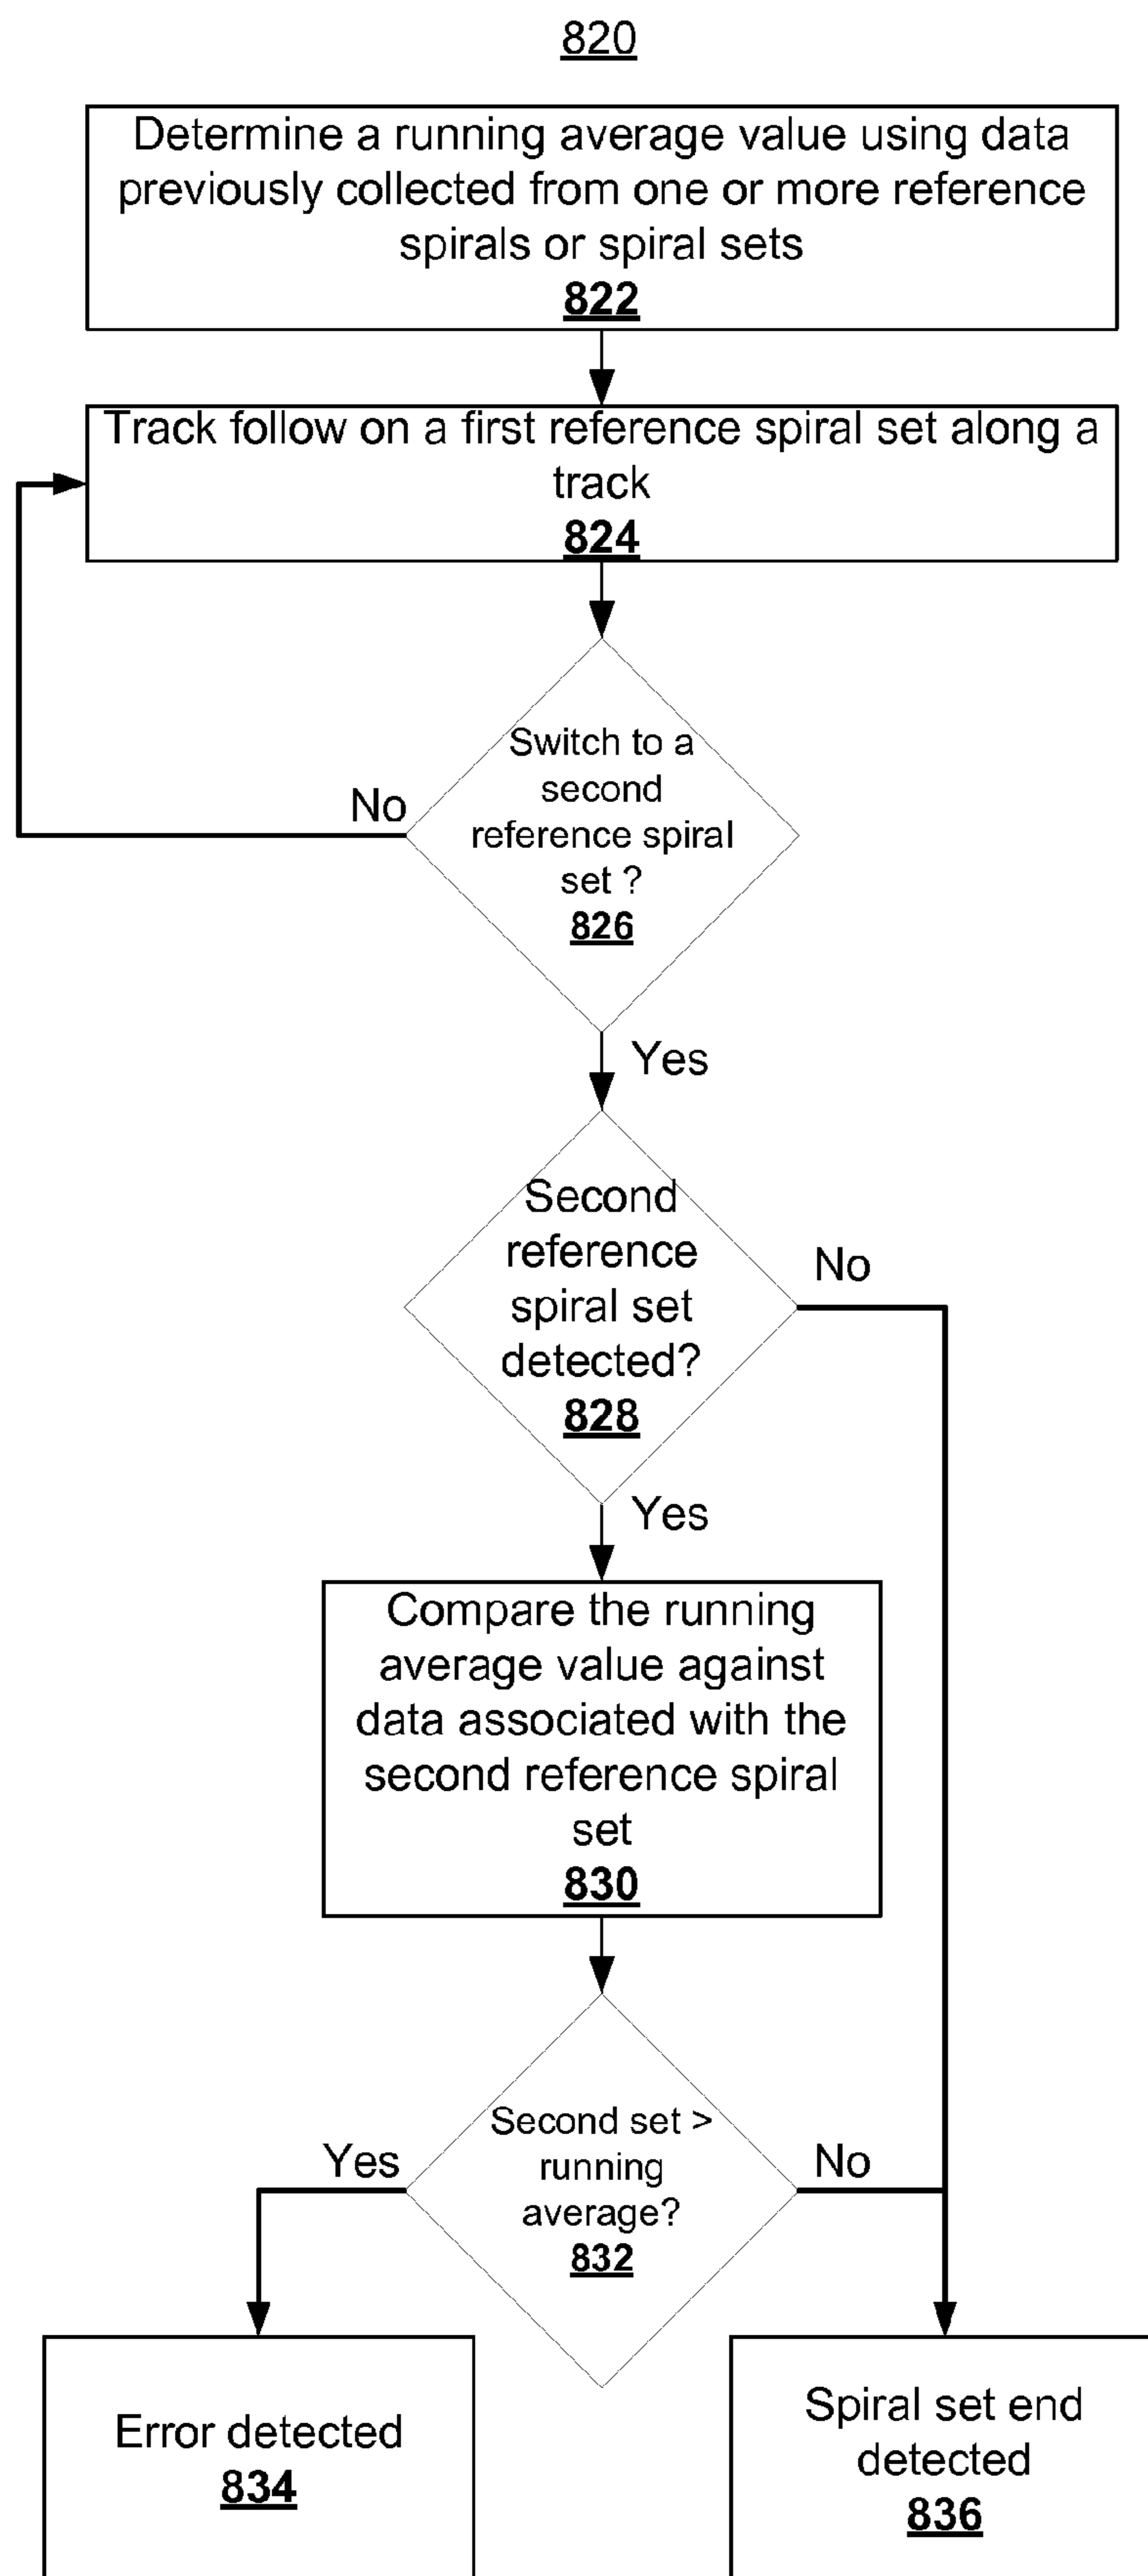 820
Determine a running average value using data
previously collected from one or more reference
spirals or spiral sets
822
Track follow on a first reference spiral set along a
track
824
Switch to a
second
reference spiral
set ?
826
No
Yes
Second
reference
spiral set
detected?
828
No
Yes
Compare the running
average value against
data associated with the
second reference spiral
set
830
Second set >
running
average?
832
Yes
No
Error detected
834
Spiral set end
detected
836